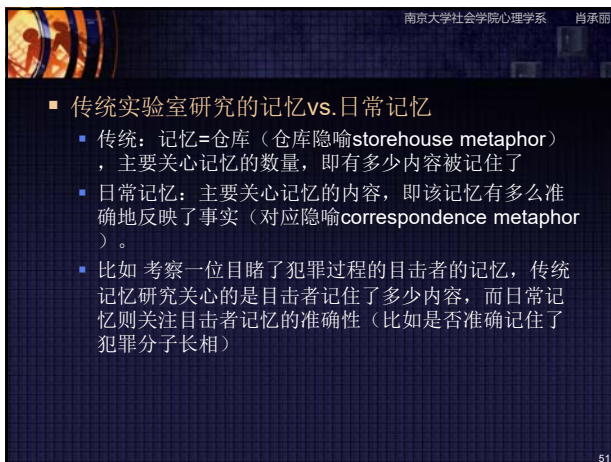 南京大学社会学院心理学系 肖承丽
传统实验室研究的记忆vs.日常记忆
传统：记忆=仓库（仓库隐喻storehouse metaphor）
，主要关心记忆的数量，即有多少内容被记住了
日常记忆：主要关心记忆的内容，即该记忆有多么准
确地反映了事实（对应隐喻correspondence metaphor
）。
比如 考察一位目睹了犯罪过程的目击者的记忆，传统
记忆研究关心的是目击者记住了多少内容，而日常记
忆则关注目击者记忆的准确性（比如是否准确记住了
犯罪分子长相）
51